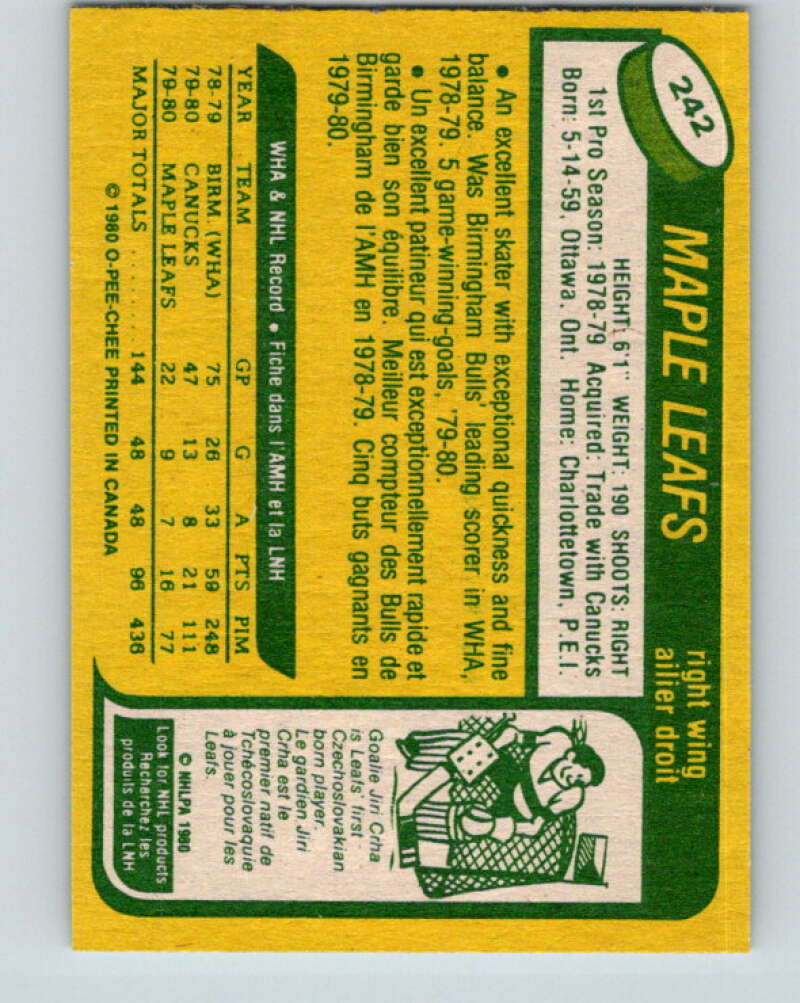 242
MAPLE LEAFS
right wing
ailier droit
HEIGHT: 6'1" WEIGHT: 190 SHOOTS: RIGHT
1st Pro Season: 1978-79 Acquired: Trade with Canucks
Born: 5-14-59, Ottawa, Ont. Home: Charlottetown, P.E.I.
• An excellent skater with exceptional quickness and fine
balance. Was Birmingham Bulls' leading scorer in WHA,
1978-79. 5 game-winning-goals, '79-80.
• Un excellent patineur qui est exceptionnellement rapide et
garde bien son équilibre. Meilleur compteur des Bulls de
Birmingham de l'AMH en 1978-79. Cinq buts gagnants en
1979-80.
WHA & NHL Record • Fiche dans l'AMH et la LNH
YEAR TEAM GP G A PTS PIM
78-79 BIRM. (WHA) 75 26 33 59 248
79-80 CANUCKS 47 13 8 21 111
79-80 MAPLE LEAFS 22 9 7 16 77
MAJOR TOTALS ......... 144 48 48 96 436
© 1980 O-PEE-CHEE PRINTED IN CANADA
Goalie Jiri Crha
is Leafs' first
Czechoslovakian
born player.
Le gardien Jiri
Crha est le
premier natif de
Tchécoslovaquie
à jouer pour les
Leafs.
© NHLPA 1980
Look for NHL products
Recherchez les
produits de la LNH